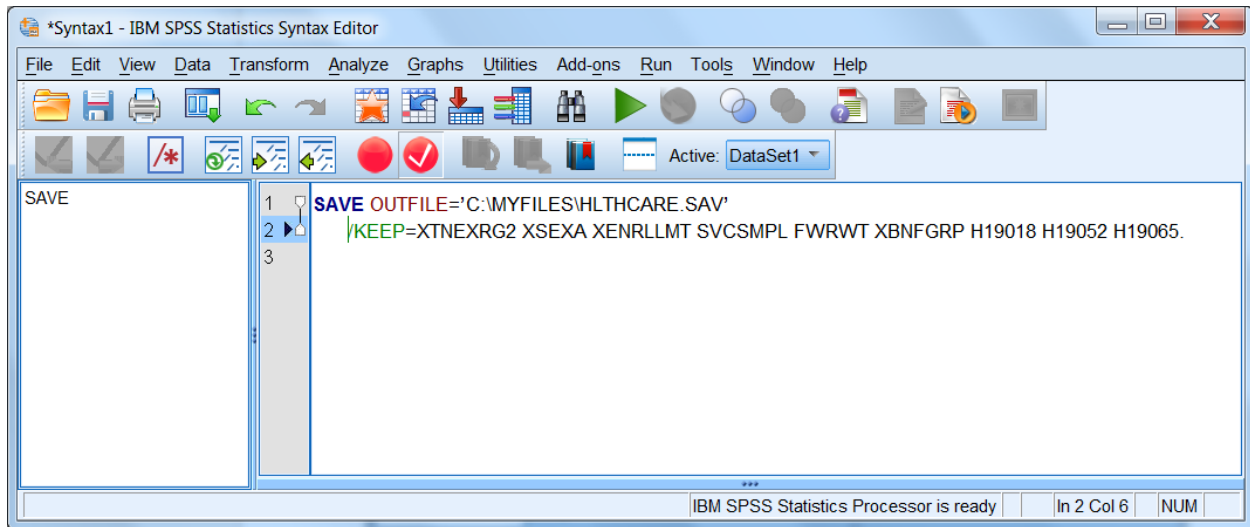 *Syntax1 - IBM SPSS Statistics Syntax Editor
File Edit View Data Transform Analyze Graphs Utilities Add-ons Run Tools Window Help
/* Active: DataSet1
SAVE
1 SAVE OUTFILE=’C:\MYFILES\HLTHCARE.SAV’
2 /KEEP=XTNEXRG2 XSEXA XENRLLMT SVCSMPL FWRWT XBNFGRP H19018 H19052 H19065.
3
IBM SPSS Statistics Processor is ready In 2 Col 6 NUM